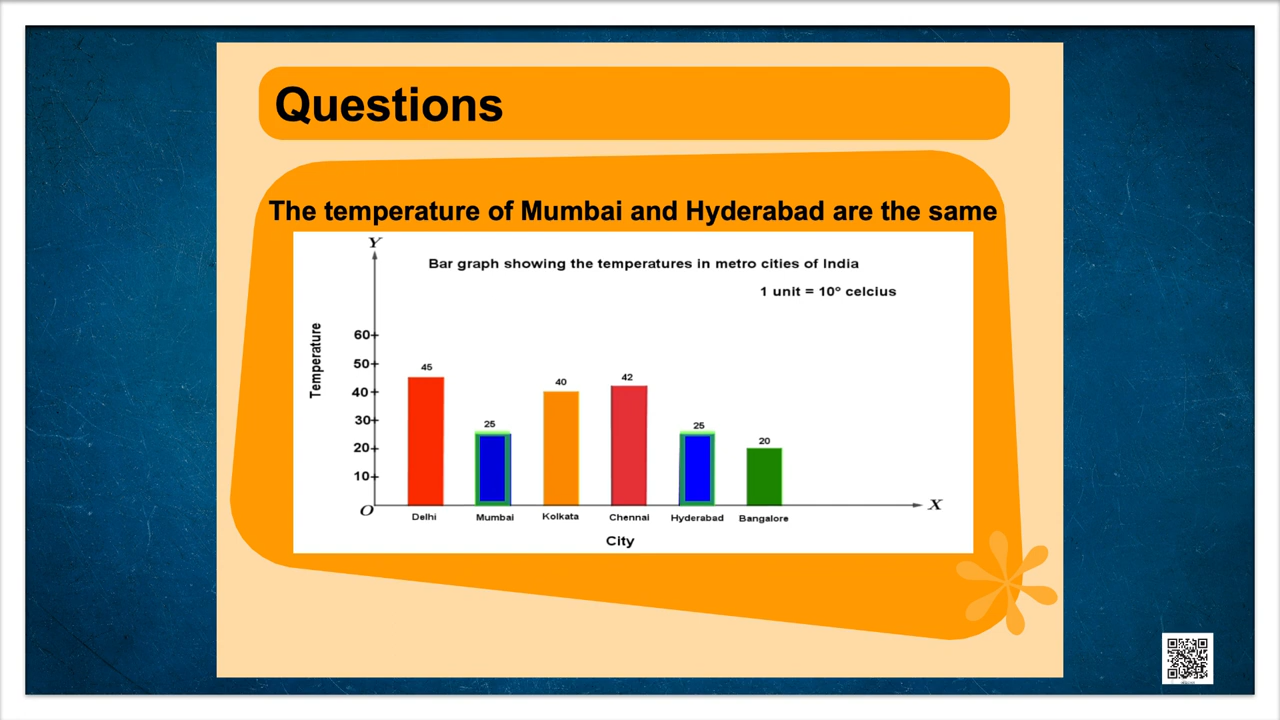 Questions
The temperature of Mumbai and Hyderabad are the same
Y
Bar graph showing the temperatures in metro cities of India
1 unit = 10° celcius
Temperature
60
50
40
30
20
10
O
45
25
40
42
25
20
X
Delhi Mumbai Kolkata Chennai Hyderabad Bangalore
City